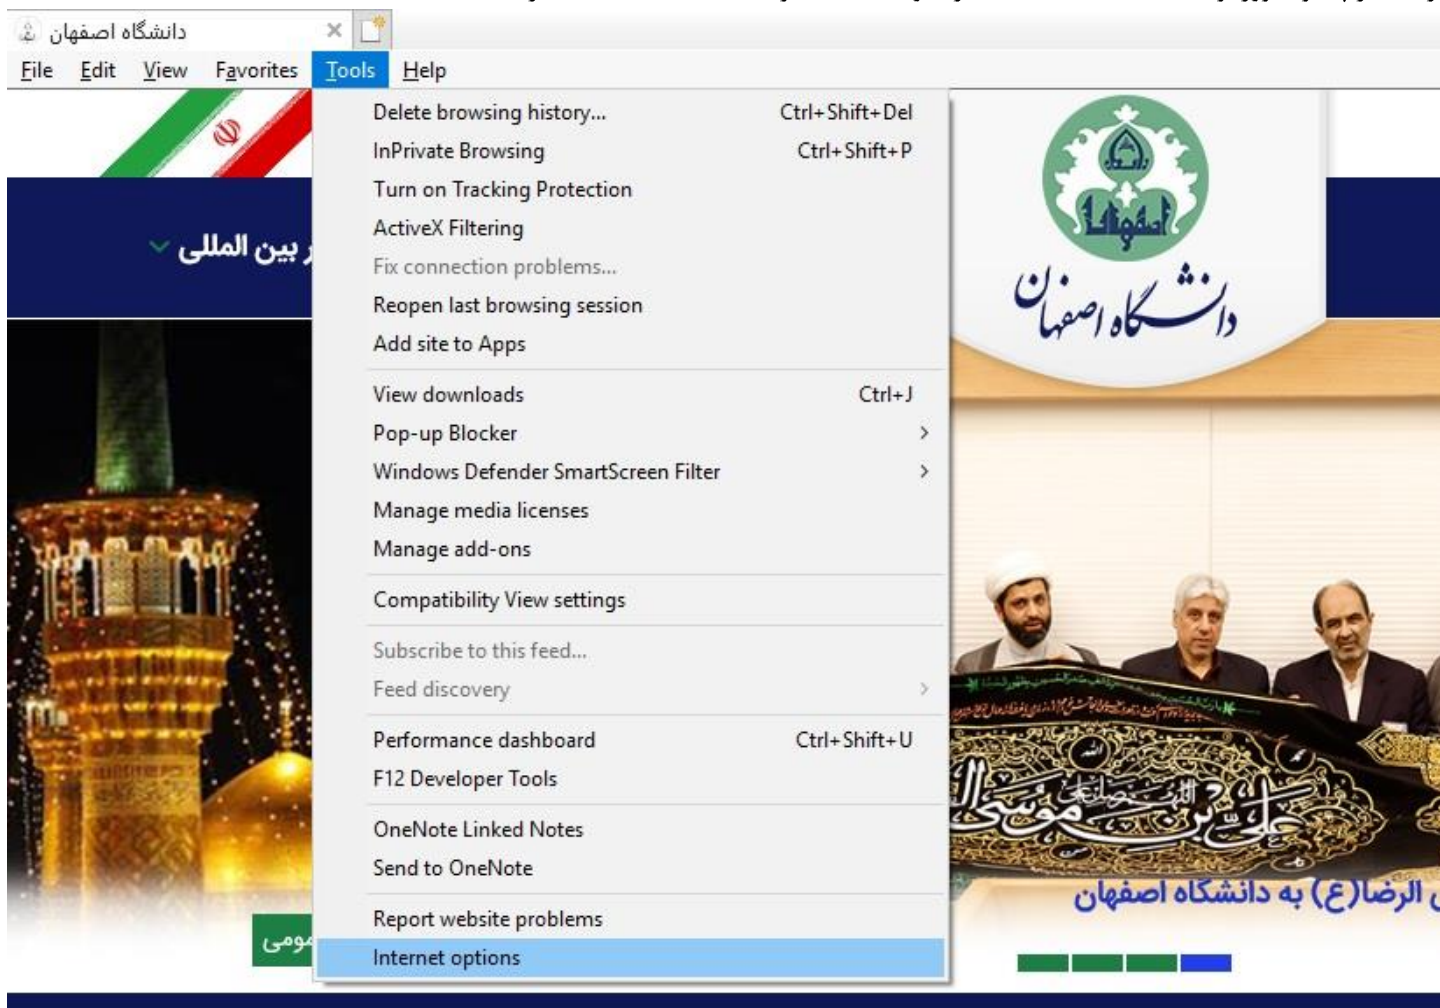 دانشگاه اصفهان
File Edit View Favorites Tools Help
Delete browsing history... Ctrl+Shift+Del
InPrivate Browsing Ctrl+Shift+P
Turn on Tracking Protection
ActiveX Filtering
Fix connection problems...
Reopen last browsing session
Add site to Apps
View downloads Ctrl+J
Pop-up Blocker
Windows Defender SmartScreen Filter
Manage media licenses
Manage add-ons
Compatibility View settings
Subscribe to this feed...
Feed discovery
Performance dashboard Ctrl+Shift+U
F12 Developer Tools
OneNote Linked Notes
Send to OneNote
Report website problems
Internet options
بین المللی
دانشگاه اصفهان
علی بن موسی
الرضا(ع) به دانشگاه اصفهان